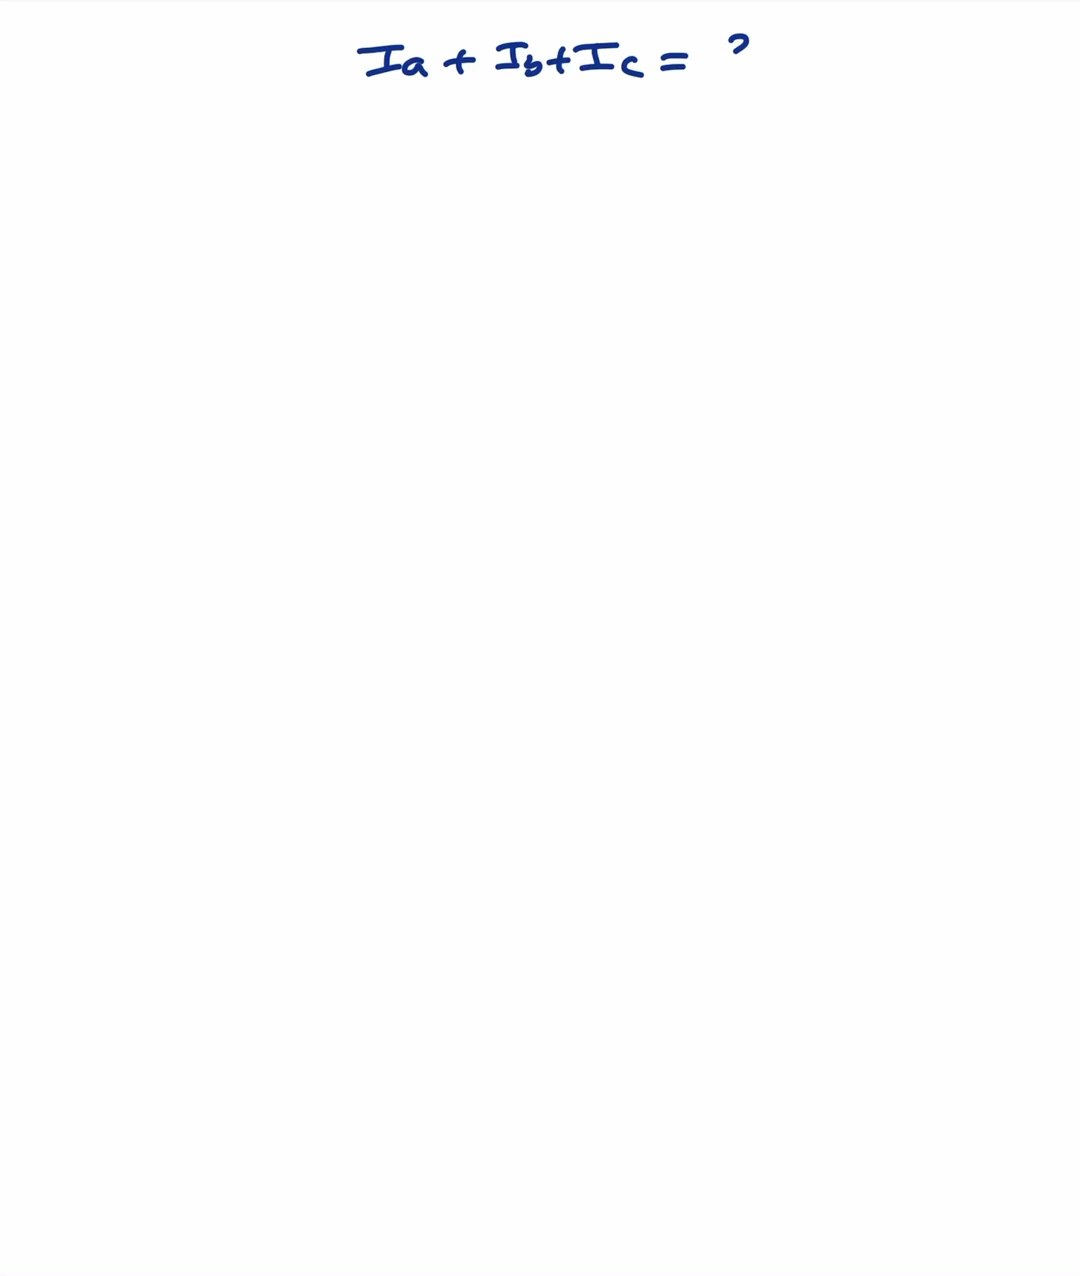 Ia + Ib + Ic = ?